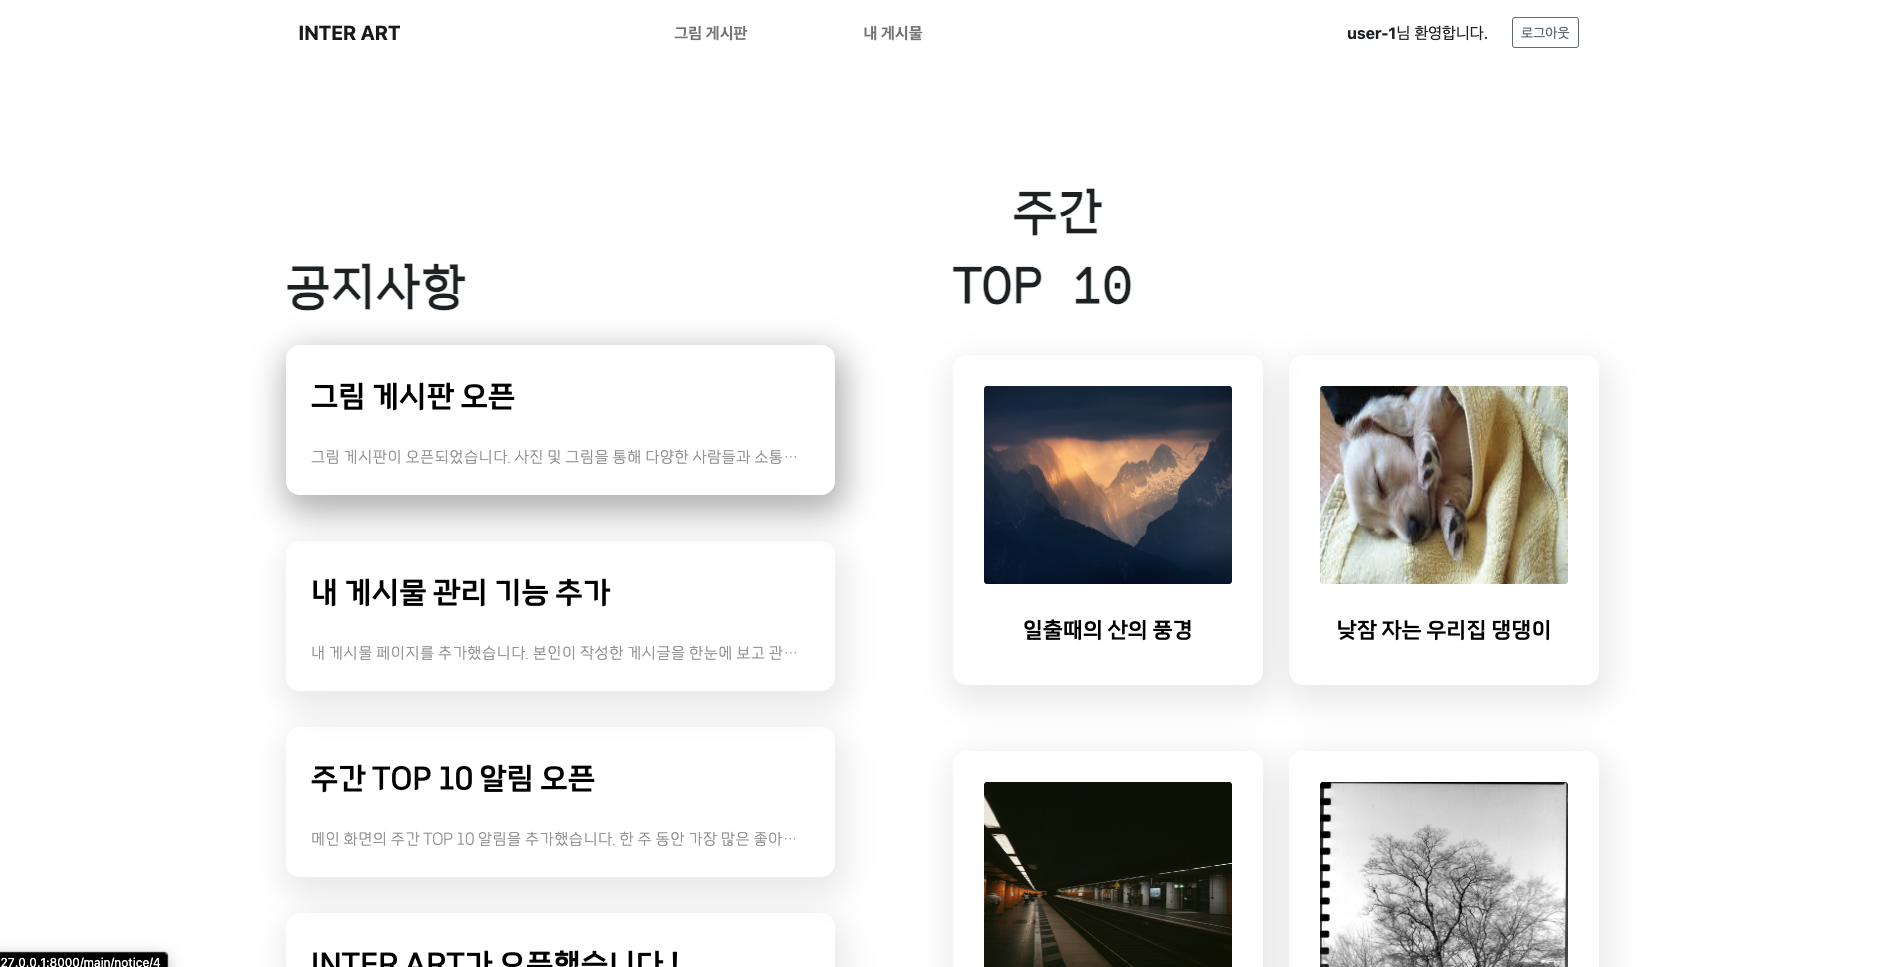 INTER ART
그림 게시판
내 게시물
user-1님 환영합니다.
로그아웃
공지사항
그림 게시판 오픈
그림 게시판이 오픈되었습니다. 사진 및 그림을 통해 다양한 사람들과 소통…
내 게시물 관리 기능 추가
내 게시물 페이지를 추가했습니다. 본인이 작성한 게시글을 한눈에 보고 관…
주간 TOP 10 알림 오픈
메인 화면의 주간 TOP 10 알림을 추가했습니다. 한 주 동안 가장 많은 좋아…
INTER ART가 오픈했습니다 !
주간
TOP 10
일출때의 산의 풍경
낮잠 자는 우리집 댕댕이
27.0.0.1:8000/main/notice/4